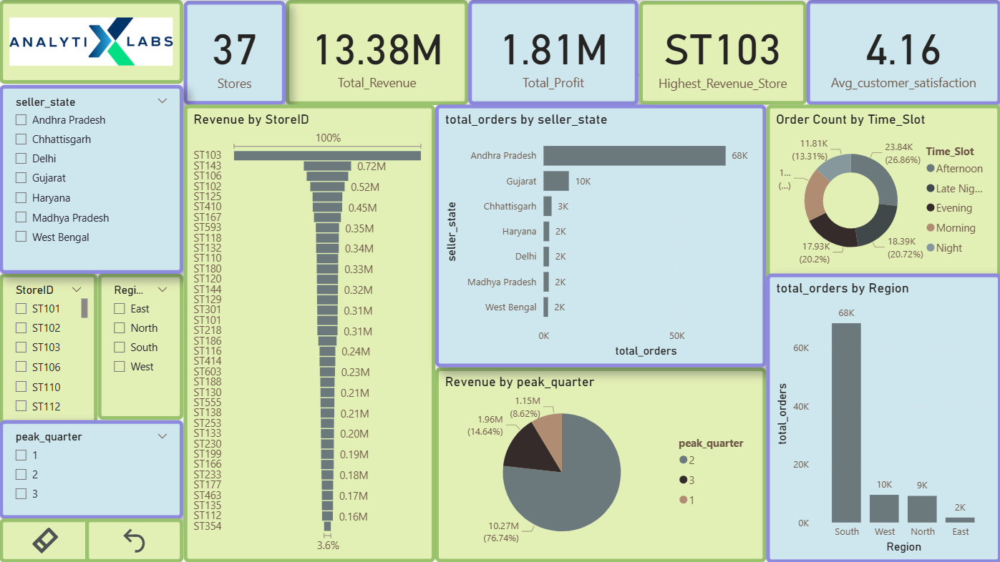 ANALYTIX LABS
37
Stores
13.38M
Total_Revenue
1.81M
Total_Profit
ST103
Highest_Revenue_Store
4.16
Avg_customer_satisfaction
seller_state
Andhra Pradesh
Chhattisgarh
Delhi
Gujarat
Haryana
Madhya Pradesh
West Bengal
StoreID
ST101
ST102
ST103
ST106
ST110
ST112
Regi...
East
North
South
West
peak_quarter
1
2
3
Revenue by StoreID
100%
ST103
ST143 0.72M
ST106
ST102 0.52M
ST125
ST410 0.45M
ST167
ST593 0.35M
ST118
ST132 0.34M
ST110
ST180 0.33M
ST120
ST144 0.32M
ST129
ST301 0.31M
ST101
ST218 0.31M
ST186
ST116 0.24M
ST414
ST603 0.23M
ST188
ST130 0.21M
ST555
ST138 0.21M
ST253
ST133 0.20M
ST230
ST199 0.19M
ST166
ST233 0.18M
ST177
ST463 0.17M
ST135
ST112 0.16M
ST354
3.6%
total_orders by seller_state
seller_state
Andhra Pradesh 68K
Gujarat 10K
Chhattisgarh 3K
Haryana 2K
Delhi 2K
Madhya Pradesh 2K
West Bengal 2K
0K 50K
total_orders
Revenue by peak_quarter
1.15M
(8.62%)
1.96M
(14.64%)
10.27M
(76.74%)
peak_quarter
2
3
1
Order Count by Time_Slot
11.81K
(13.31%)
23.84K
(26.86%)
1...
(...)
17.93K
(20.2%)
18.39K
(20.72%)
Time_Slot
Afternoon
Late Nig...
Evening
Morning
Night
total_orders by Region
total_orders
60K
40K
20K
0K
68K
10K
9K
2K
South West North East
Region